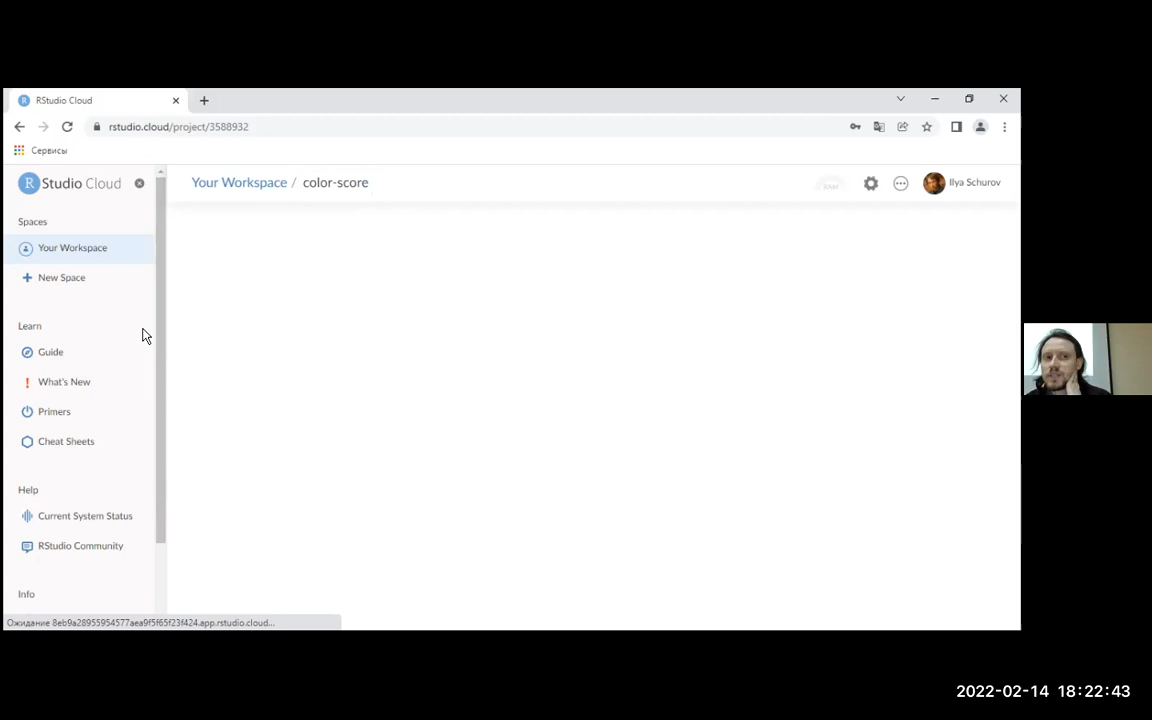 RStudio Cloud
rstudio.cloud/project/3588932
Сервисы
R Studio Cloud
Your Workspace / color-score
RAM
Ilya Schurov
Spaces
Your Workspace
New Space
Learn
Guide
What's New
Primers
Cheat Sheets
Help
Current System Status
RStudio Community
Info
Ожидание 8eb9a28955954577aea9f5f65f23f424.app.rstudio.cloud...
2022-02-14 18:22:43